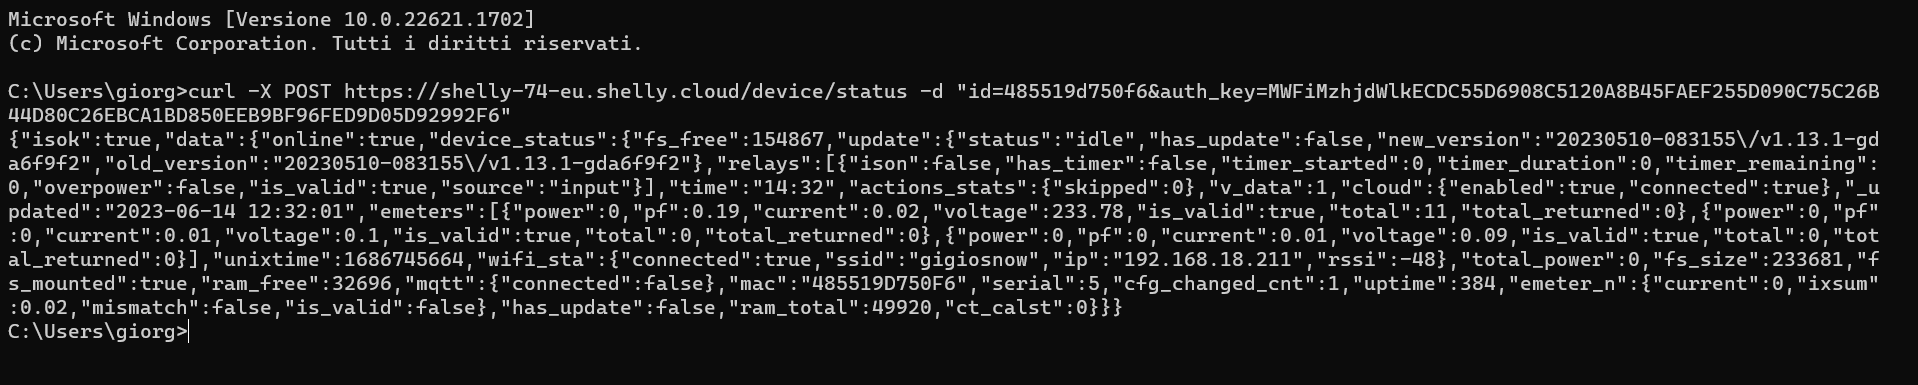 Microsoft Windows [Versione 10.0.22621.1702]
(c) Microsoft Corporation. Tutti i diritti riservati.
C:\Users\giorg>curl -X POST https://shelly-74-eu.shelly.cloud/device/status -d "id=485519d750f6&auth_key=MWFiMzhjdWlkECDC55D6908C5120A8B45FAEF255D090C75C26B
44D80C26EBCA1BD850EEB9BF96FED9D05D92992F6"
{"isok":true,"data":{"online":true,"device_status":{"fs_free":154867,"update":{"status":"idle","has_update":false,"new_version":"20230510-083155\/v1.13.1-gd
a6f9f2","old_version":"20230510-083155\/v1.13.1-gda6f9f2"},"relays":[{"ison":false,"has_timer":false,"timer_started":0,"timer_duration":0,"timer_remaining":
0,"overpower":false,"is_valid":true,"source":"input"}],"time":"14:32","actions_stats":{"skipped":0},"v_data":1,"cloud":{"enabled":true,"connected":true},"_u
pdated":"2023-06-14 12:32:01","emeters":[{"power":0,"pf":0.19,"current":0.02,"voltage":233.78,"is_valid":true,"total":11,"total_returned":0},{"power":0,"pf"
:0,"current":0.01,"voltage":0.1,"is_valid":true,"total":0,"total_returned":0},{"power":0,"pf":0,"current":0.01,"voltage":0.09,"is_valid":true,"total":0,"tot
al_returned":0}],"unixtime":1686745664,"wifi_sta":{"connected":true,"ssid":"gigiosnow","ip":"192.168.18.211","rssi":-48},"total_power":0,"fs_size":233681,"f
s_mounted":true,"ram_free":32696,"mqtt":{"connected":false},"mac":"485519D750F6","serial":5,"cfg_changed_cnt":1,"uptime":384,"emeter_n":{"current":0,"ixsum"
:0.02,"mismatch":false,"is_valid":false},"has_update":false,"ram_total":49920,"ct_calst":0}}}
C:\Users\giorg>